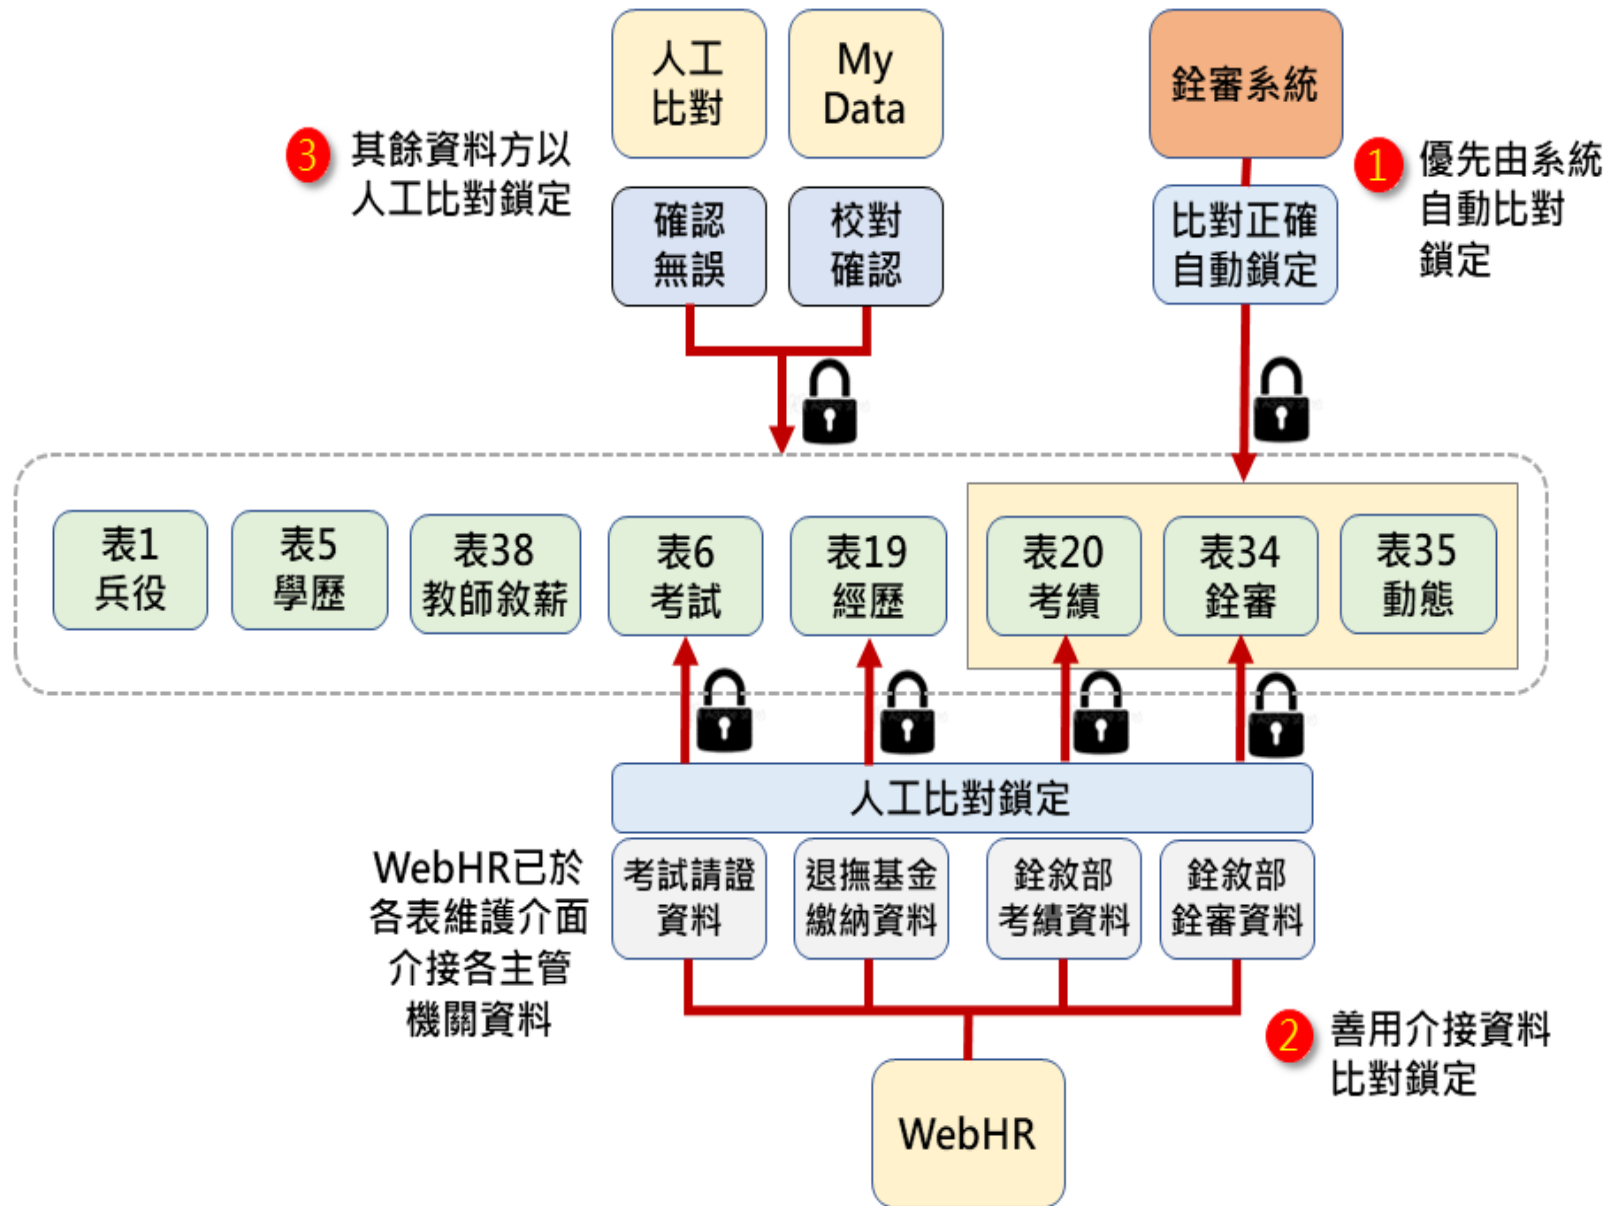 人工
比對
My
Data
銓審系統
3
其餘資料方以
人工比對鎖定
1
優先由系統
自動比對
鎖定
確認
無誤
校對
確認
比對正確
自動鎖定
表1
兵役
表5
學歷
表38
教師敘薪
表6
考試
表19
經歷
表20
考績
表34
銓審
表35
動態
人工比對鎖定
WebHR已於
各表維護介面
介接各主管
機關資料
考試請證
資料
退撫基金
繳納資料
銓敘部
考績資料
銓敘部
銓審資料
2
善用介接資料
比對鎖定
WebHR